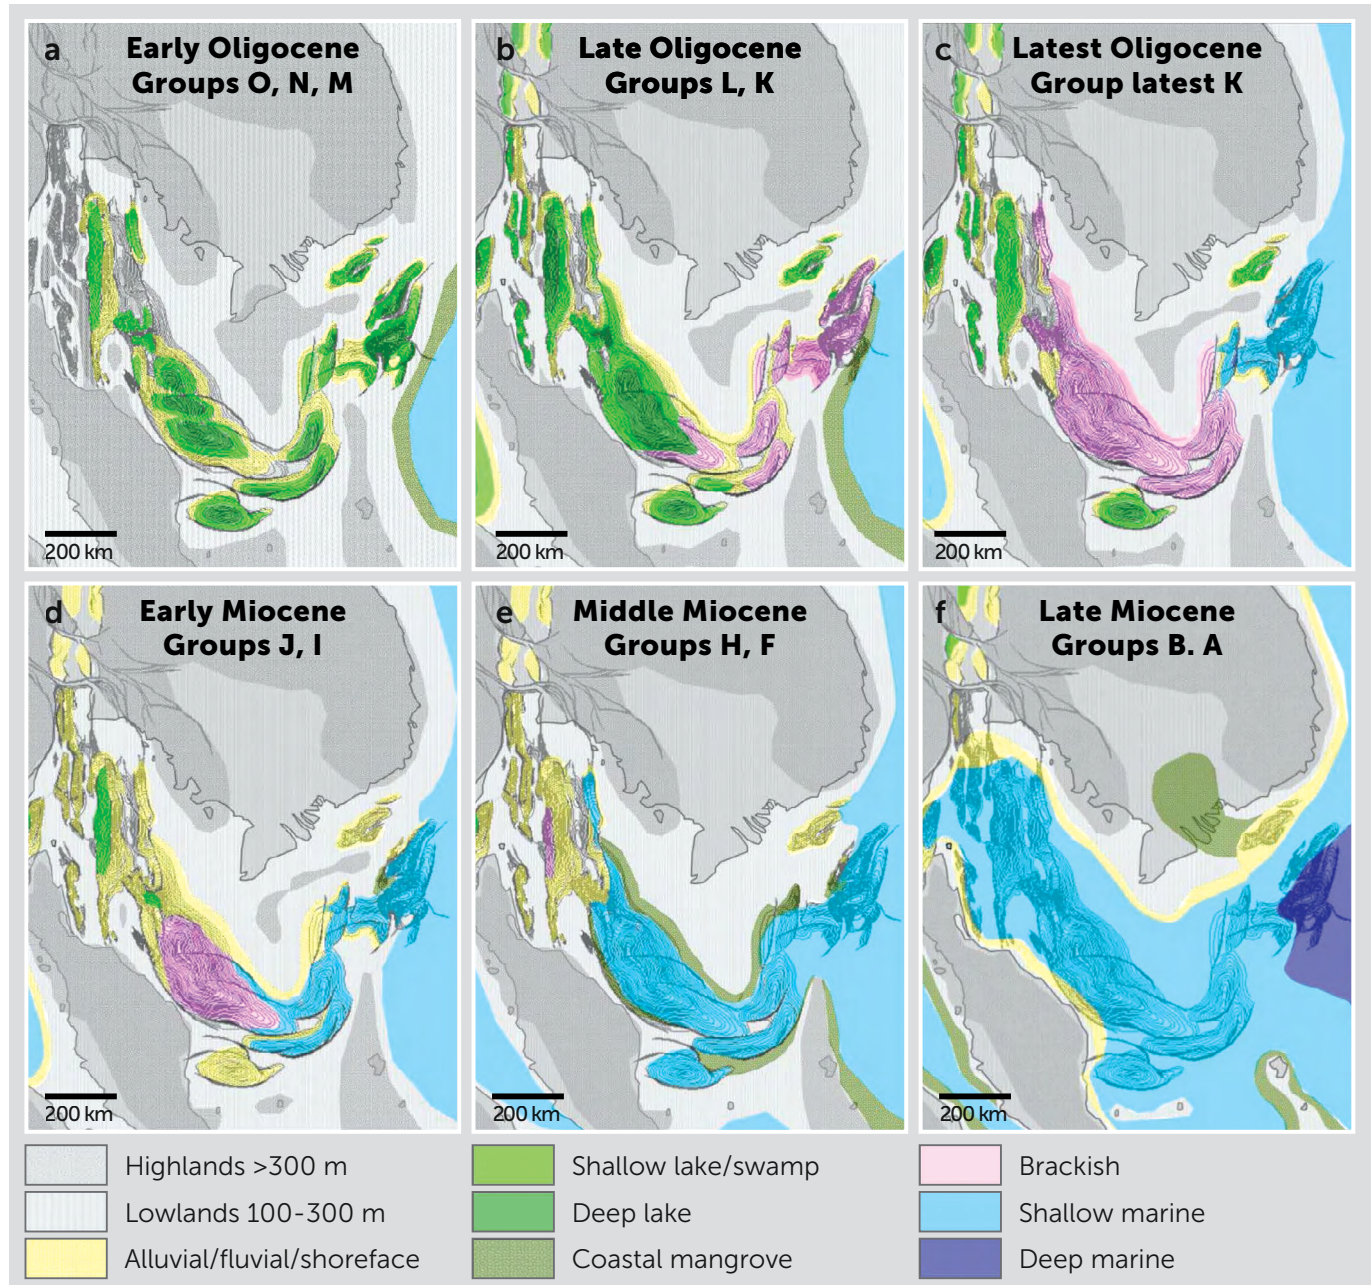 a
Early Oligocene
Groups O, N, M
200 km
b
Late Oligocene
Groups L, K
200 km
c
Latest Oligocene
Group latest K
200 km
d
Early Miocene
Groups J, I
200 km
e
Middle Miocene
Groups H, F
200 km
f
Late Miocene
Groups B. A
200 km
Highlands >300 m
Lowlands 100-300 m
Alluvial/fluvial/shoreface
Shallow lake/swamp
Deep lake
Coastal mangrove
Brackish
Shallow marine
Deep marine